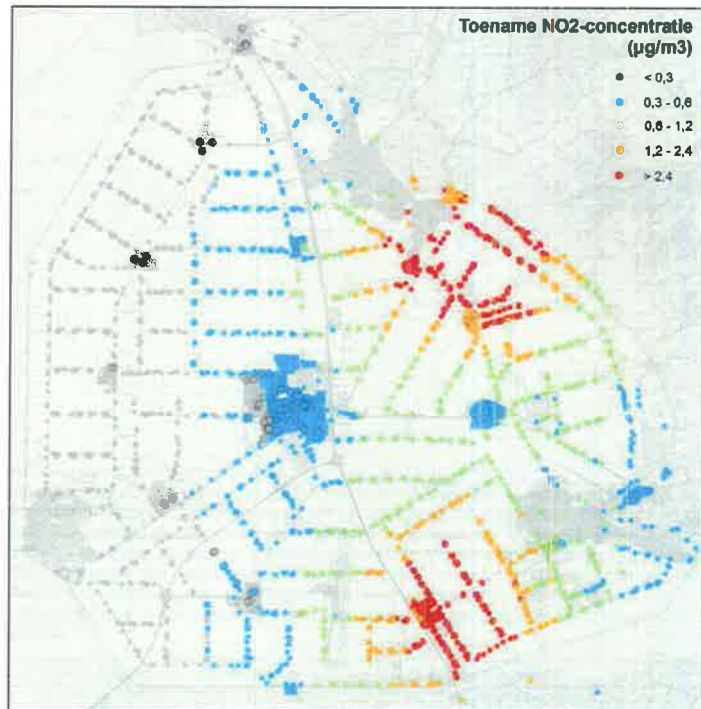 Toename NO2-concentratie
(µg/m3)
< 0,3
0,3 - 0,6
0,6 - 1,2
1,2 - 2,4
> 2,4